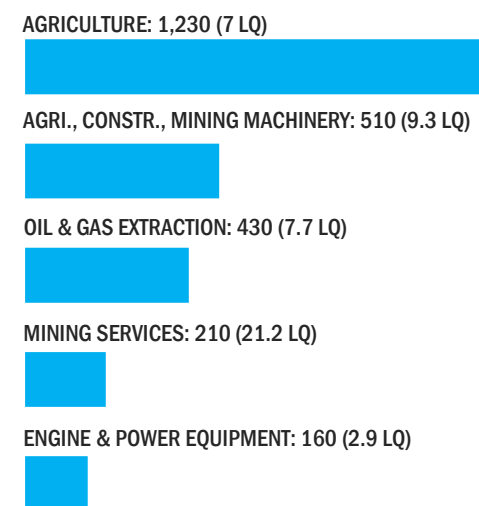 AGRICULTURE: 1,230 (7 LQ)
AGRI., CONSTR., MINING MACHINERY: 510 (9.3 LQ)
OIL & GAS EXTRACTION: 430 (7.7 LQ)
MINING SERVICES: 210 (21.2 LQ)
ENGINE & POWER EQUIPMENT: 160 (2.9 LQ)